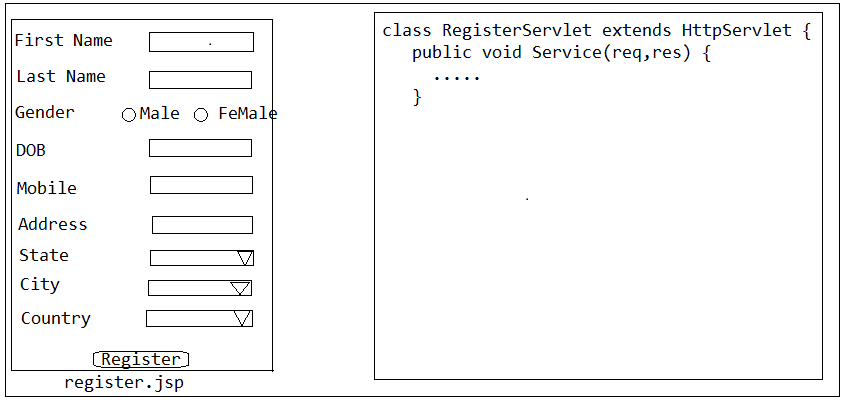 First Name
Last Name
Gender Male FeMale
DOB
Mobile
Address
State
City
Country
Register
register.jsp
class RegisterServlet extends HttpServlet {
public void Service(req,res) {
.....
}